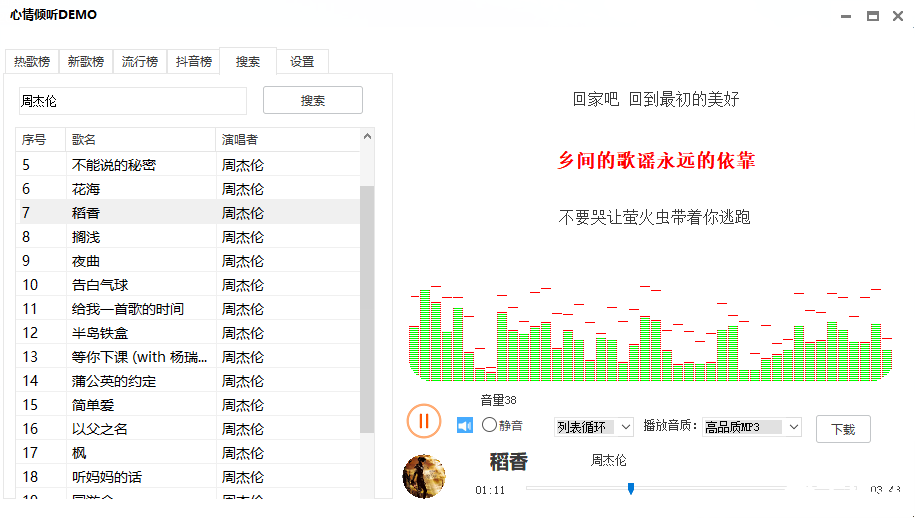 心情倾听DEMO
热歌榜 新歌榜 流行榜 抖音榜 搜索 设置
周杰伦 搜索
序号 歌名 演唱者
5 不能说的秘密 周杰伦
6 花海 周杰伦
7 稻香 周杰伦
8 搁浅 周杰伦
9 夜曲 周杰伦
10 告白气球 周杰伦
11 给我一首歌的时间 周杰伦
12 半岛铁盒 周杰伦
13 等你下课 (with 杨瑞... 周杰伦
14 蒲公英的约定 周杰伦
15 简单爱 周杰伦
16 以父之名 周杰伦
17 枫 周杰伦
18 听妈妈的话 周杰伦
回家吧 回到最初的美好
乡间的歌谣永远的依靠
不要哭让萤火虫带着你逃跑
音量38
静音 列表循环 播放音质: 高品质MP3 下载
稻香 周杰伦
01:11